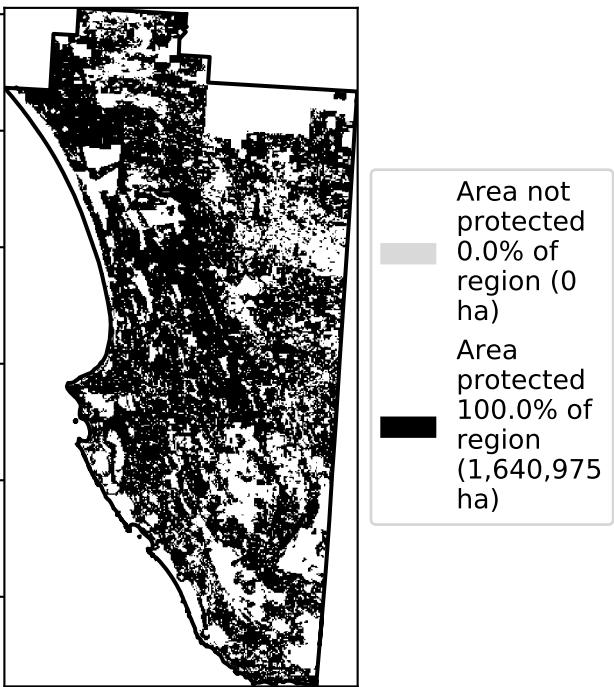 Area not
protected
0.0% of
region (0
ha)
Area
protected
100.0% of
region
(1,640,975
ha)